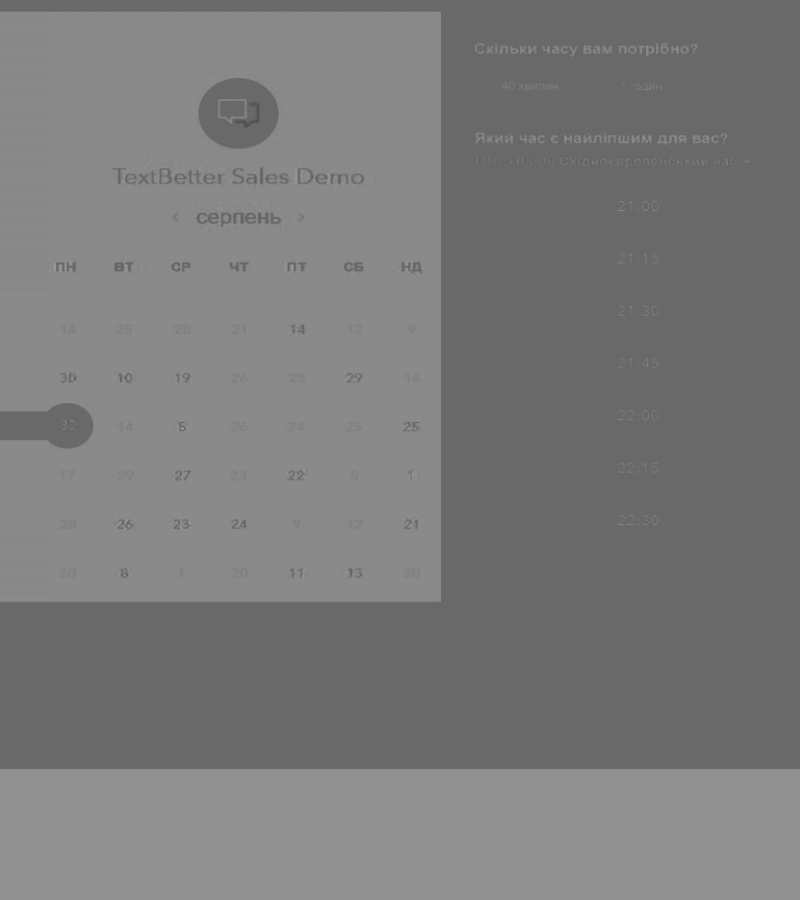 TextBetter Sales Demo
‹ серпень ›
ПН ВТ СР ЧТ ПТ СБ НД
14 25 28 21 14 12 9
30 10 19 26 28 29 14
30 14 5 26 24 25 25
17 29 27 23 22 6 1
28 26 23 24 9 12 21
20 8 1 20 11 13 20
Скільки часу вам потрібно?
40 хвилин 1 годин
Який час є найліпшим для вас?
Східноєвропейський час
21:00
21:15
21:30
21:45
22:00
22:15
22:30